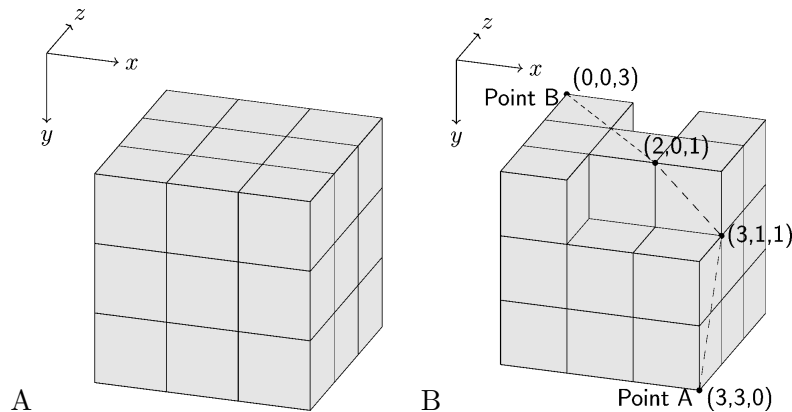 z
x
y
A
z
x
y
(0,0,3)
Point B
(2,0,1)
(3,1,1)
Point A
(3,3,0)
B